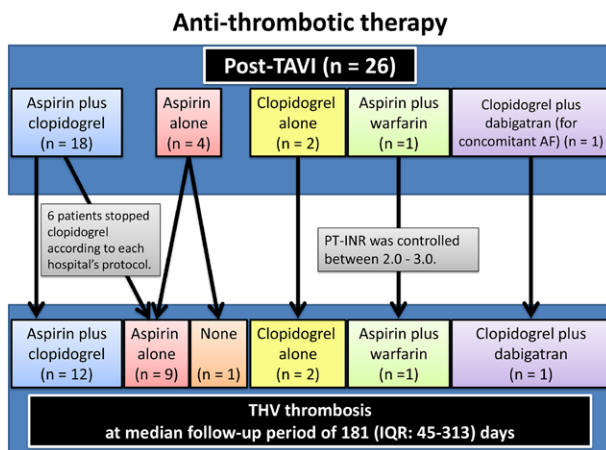 Anti-thrombotic therapy
Post-TAVI (n = 26)
Aspirin plus
clopidogrel
(n = 18)
Aspirin
alone
(n = 4)
Clopidogrel
alone
(n = 2)
Aspirin plus
warfarin
(n =1)
Clopidogrel plus
dabigatran (for
concomitant AF) (n = 1)
6 patients stopped
clopidogrel
according to each
hospital's protocol.
PT-INR was controlled
between 2.0 - 3.0.
Aspirin plus
clopidogrel
(n = 12)
Aspirin
alone
(n = 9)
None
(n = 1)
Clopidogrel
alone
(n = 2)
Aspirin plus
warfarin
(n =1)
Clopidogrel plus
dabigatran
(n = 1)
THV thrombosis
at median follow-up period of 181 (IQR: 45-313) days